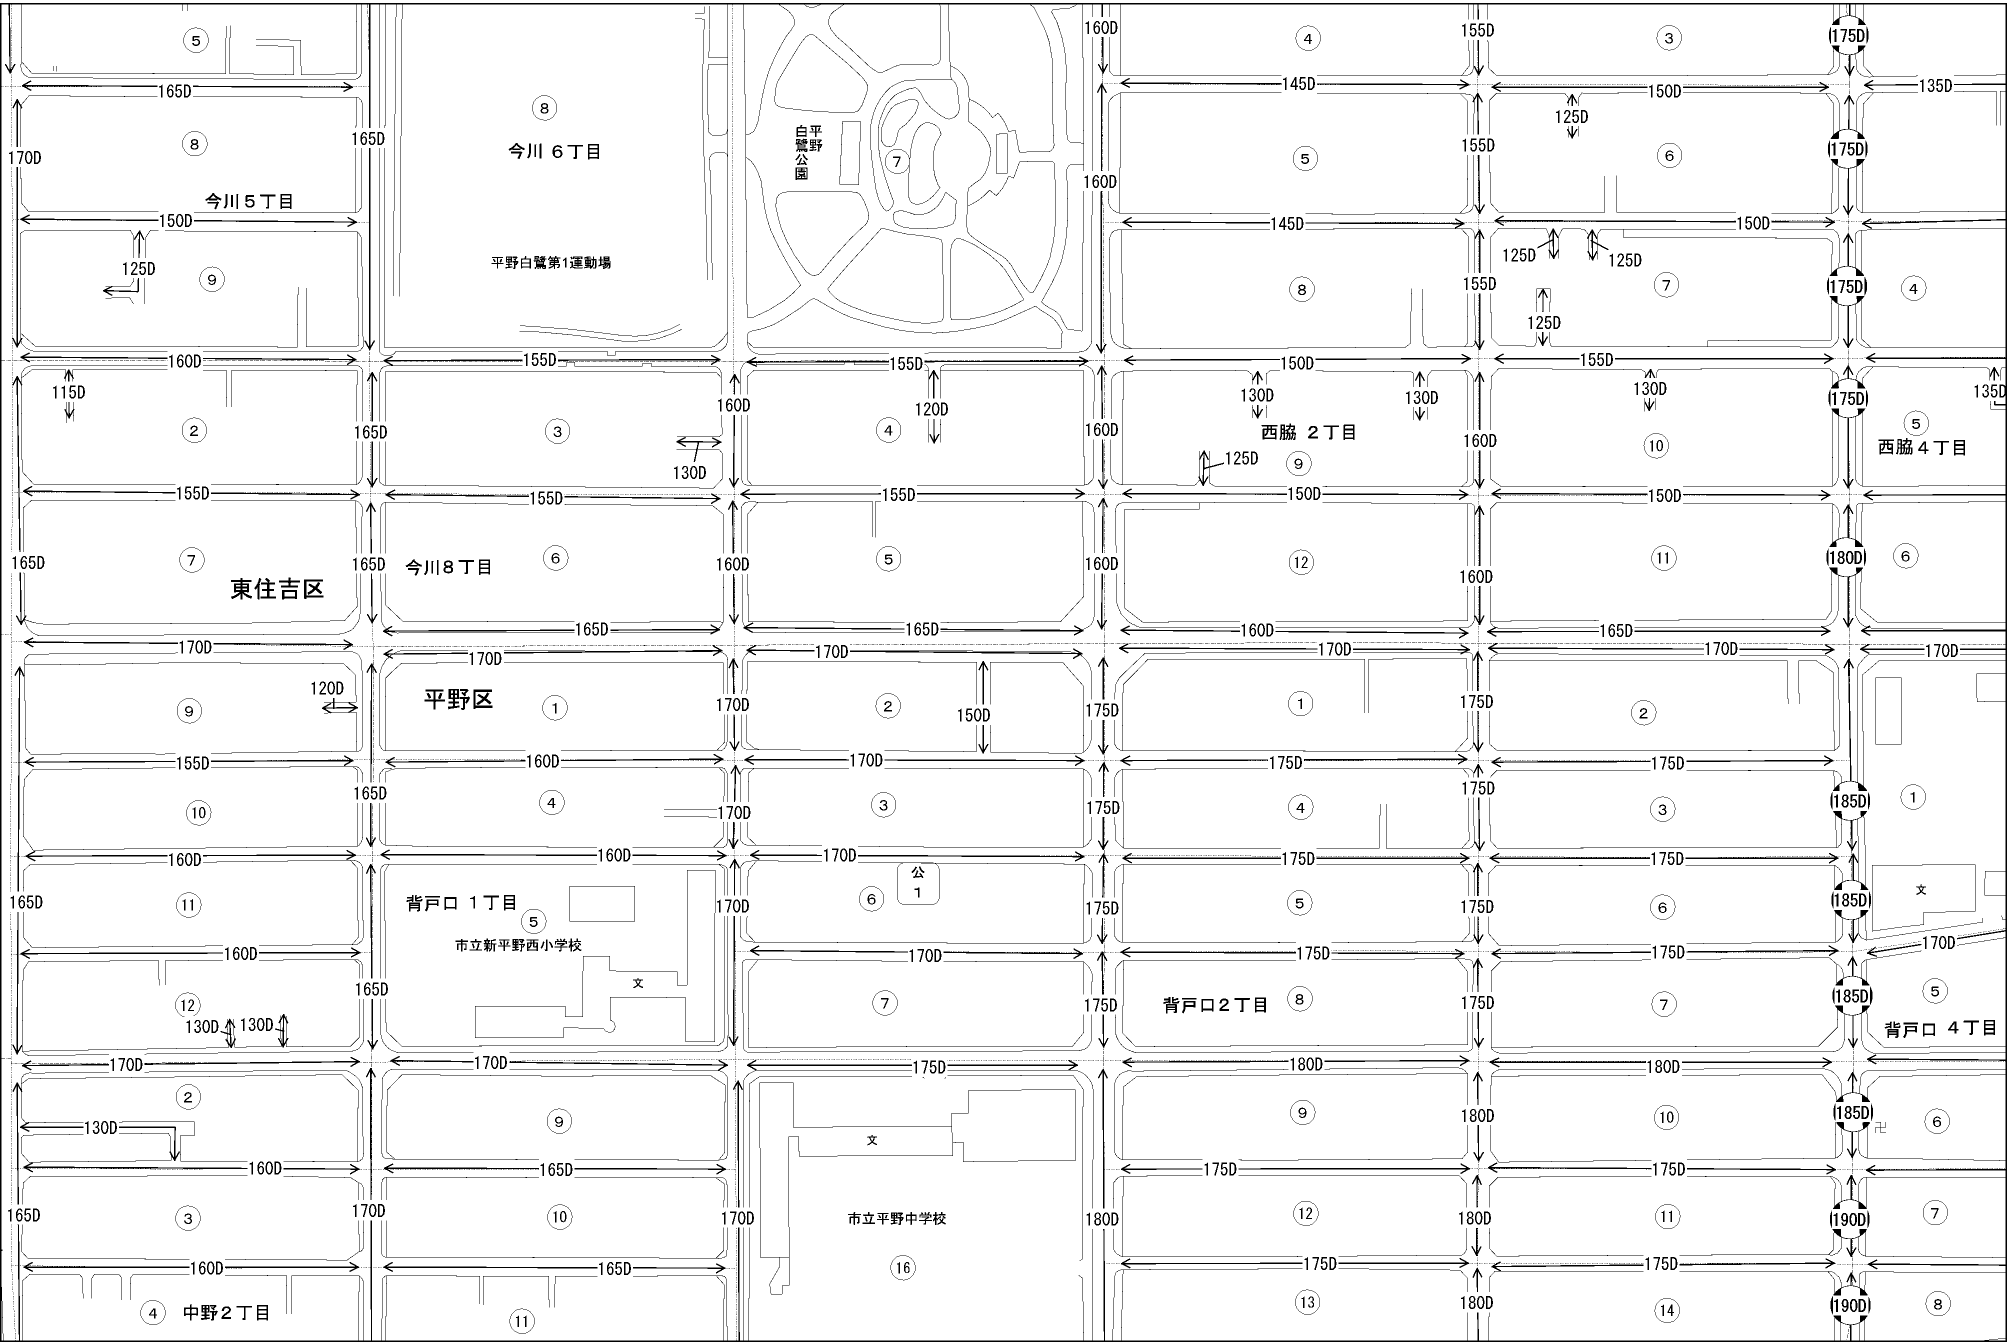 160D
155D
175D
⑤
④
③
165D
145D
150D
135D
⑧
⑧
125D
165D
平野
白鷺公園
⑦
155D
175D
170D
⑧
今川 6丁目
⑤
⑥
160D
今川5丁目
150D
145D
150D
125D
125D
125D
⑨
平野白鷺第1運動場
155D
175D
⑧
⑦
④
125D
160D
155D
155D
150D
155D
115D
160D
120D
130D
130D
130D
175D
135D
②
165D
③
④
160D
西脇 2丁目
160D
⑩
⑤
西脇4丁目
130D
125D
⑨
155D
155D
155D
150D
150D
165D
⑦
165D
今川8丁目
⑥
160D
⑤
160D
⑫
160D
⑪
180D
⑥
東住吉区
165D
165D
160D
165D
170D
170D
170D
170D
170D
170D
120D
⑨
平野区
①
170D
②
150D
175D
①
175D
②
155D
160D
170D
175D
175D
⑩
165D
④
170D
③
175D
④
175D
③
185D
①
160D
160D
170D
175D
175D
165D
⑪
背戸口 1丁目
⑤
170D
⑥
公
1
175D
⑤
175D
⑥
185D
文
市立新平野西小学校
160D
170D
175D
175D
170D
165D
文
⑫
130D
130D
⑦
175D
背戸口2丁目
⑧
175D
⑦
185D
⑤
背戸口 4丁目
170D
170D
175D
180D
180D
②
130D
⑨
文
⑨
180D
⑩
185D
卍
⑥
160D
165D
175D
175D
165D
③
170D
⑩
170D
市立平野中学校
180D
⑫
180D
⑪
190D
⑦
160D
165D
⑯
175D
175D
④
中野2丁目
⑪
⑬
180D
⑭
190D
⑧